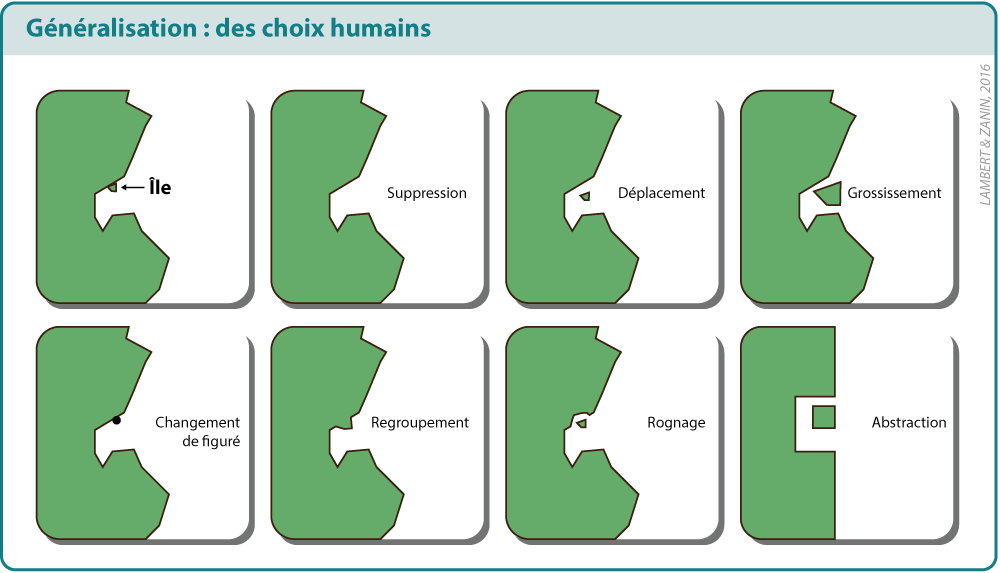 Généralisation : des choix humains
LAMBERT & ZANIN, 2016
Île
Suppression
Déplacement
Grossissement
Changement
de figuré
Regroupement
Rognage
Abstraction